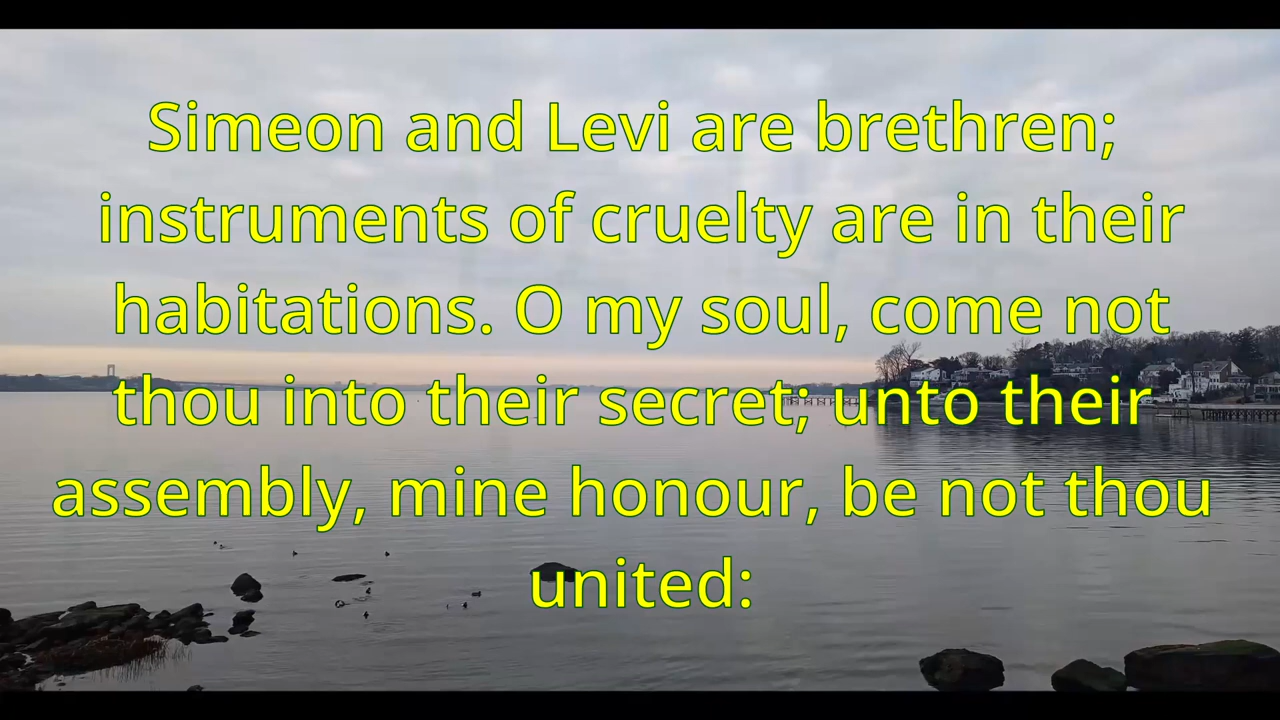 Simeon and Levi are brethren;
instruments of cruelty are in their
habitations. O my soul, come not
thou into their secret; unto their
assembly, mine honour, be not thou
united: